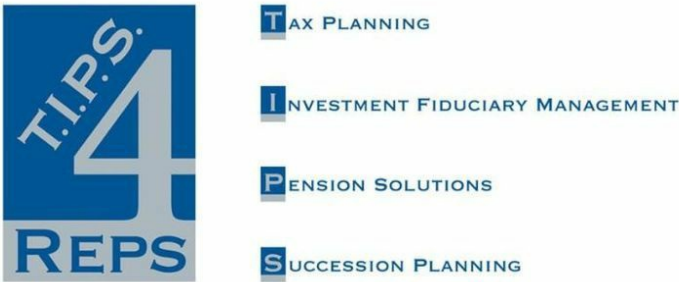 T.I.P.S.
4
REPS
TAX PLANNING
INVESTMENT FIDUCIARY MANAGEMENT
PENSION SOLUTIONS
SUCCESSION PLANNING